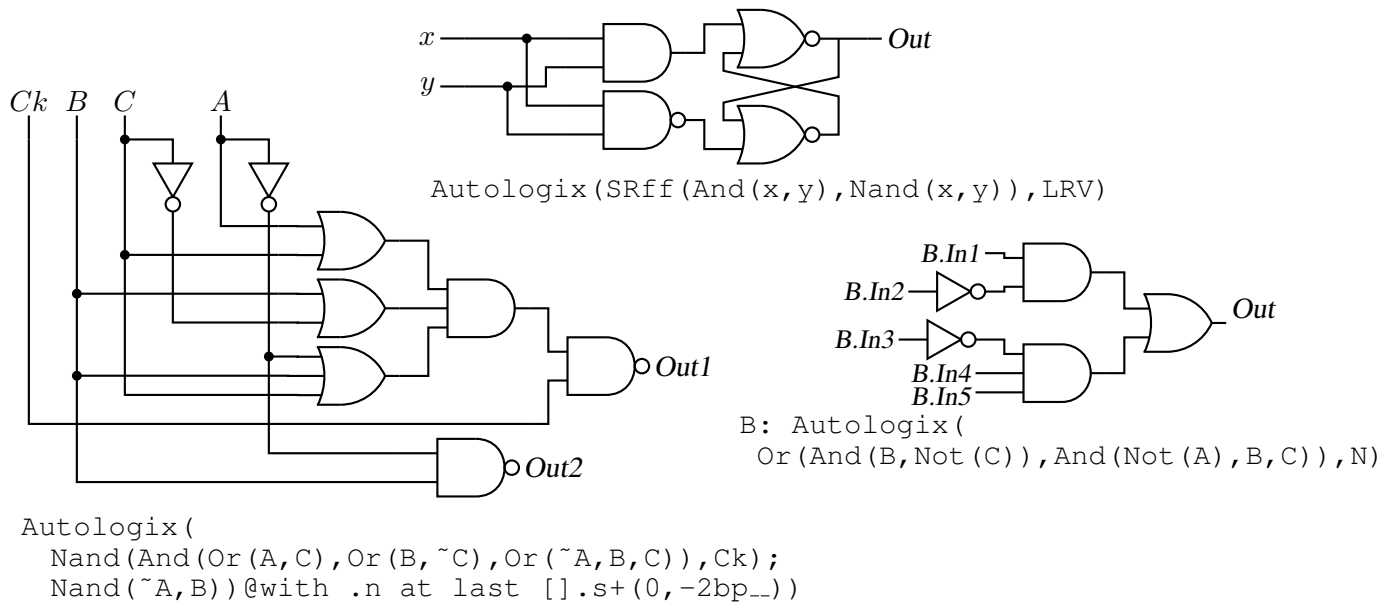 x
Out
y
Autologix(SRff(And(x,y),Nand(x,y)),LRV)
Ck B C A
Out1
Out2
Autologix(
Nand(And(Or(A,C),Or(B,~C),Or(~A,B,C)),Ck);
Nand(~A,B))@with .n at last [].s+(0,-2bp__))
B.In1
B.In2
B.In3
B.In4
B.In5
Out
B: Autologix(
Or(And(B,Not(C)),And(Not(A),B,C)),N)